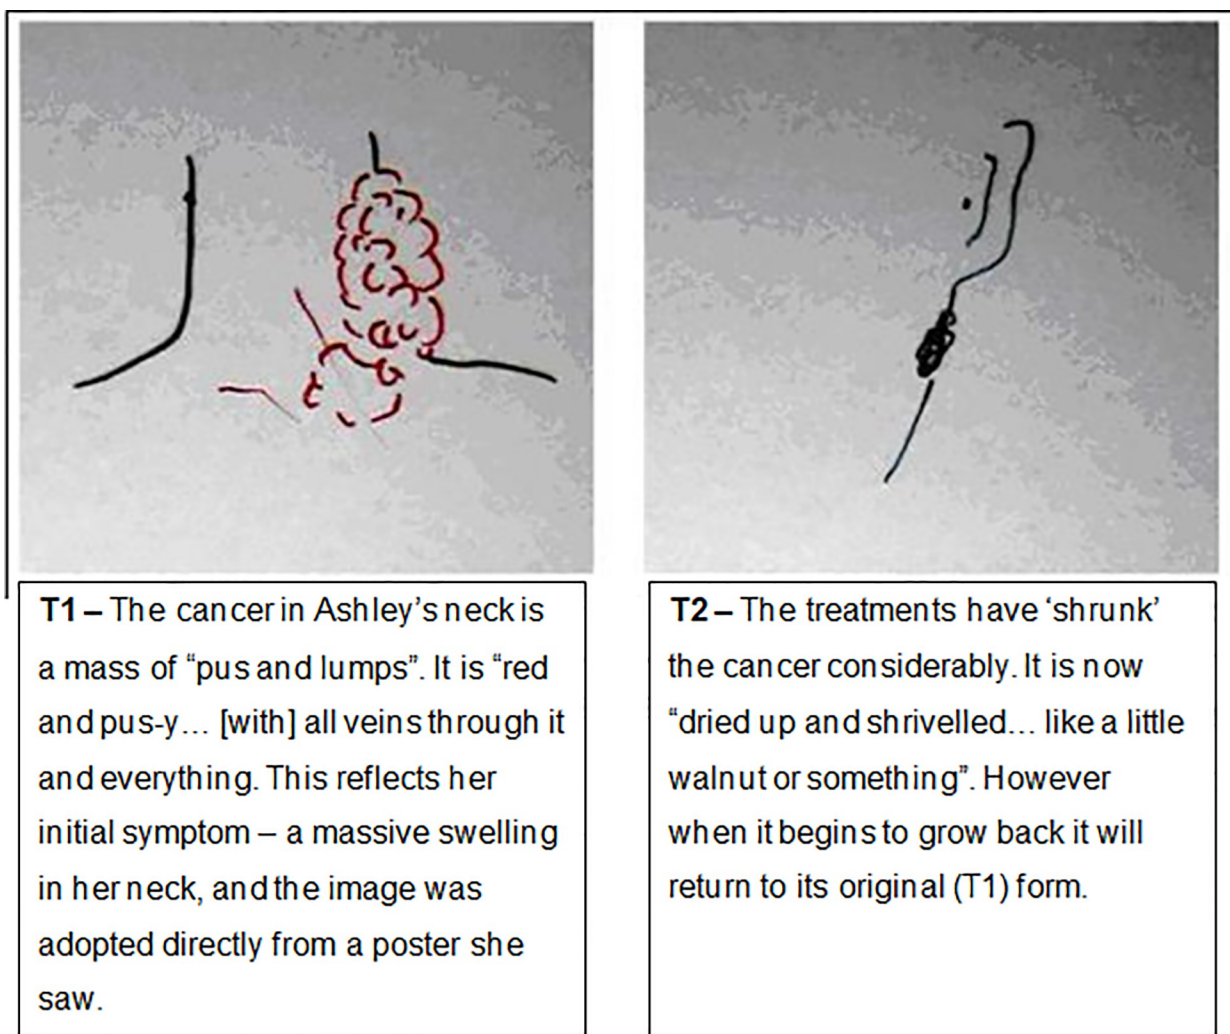 T1 – The cancer in Ashley's neck is
a mass of “pus and lumps”. It is “red
and pus-y… [with] all veins through it
and everything. This reflects her
initial symptom – a massive swelling
in her neck, and the image was
adopted directly from a poster she
saw.
T2 – The treatments have ‘shrunk’
the cancer considerably. It is now
“dried up and shrivelled… like a little
walnut or something”. However
when it begins to grow back it will
return to its original (T1) form.